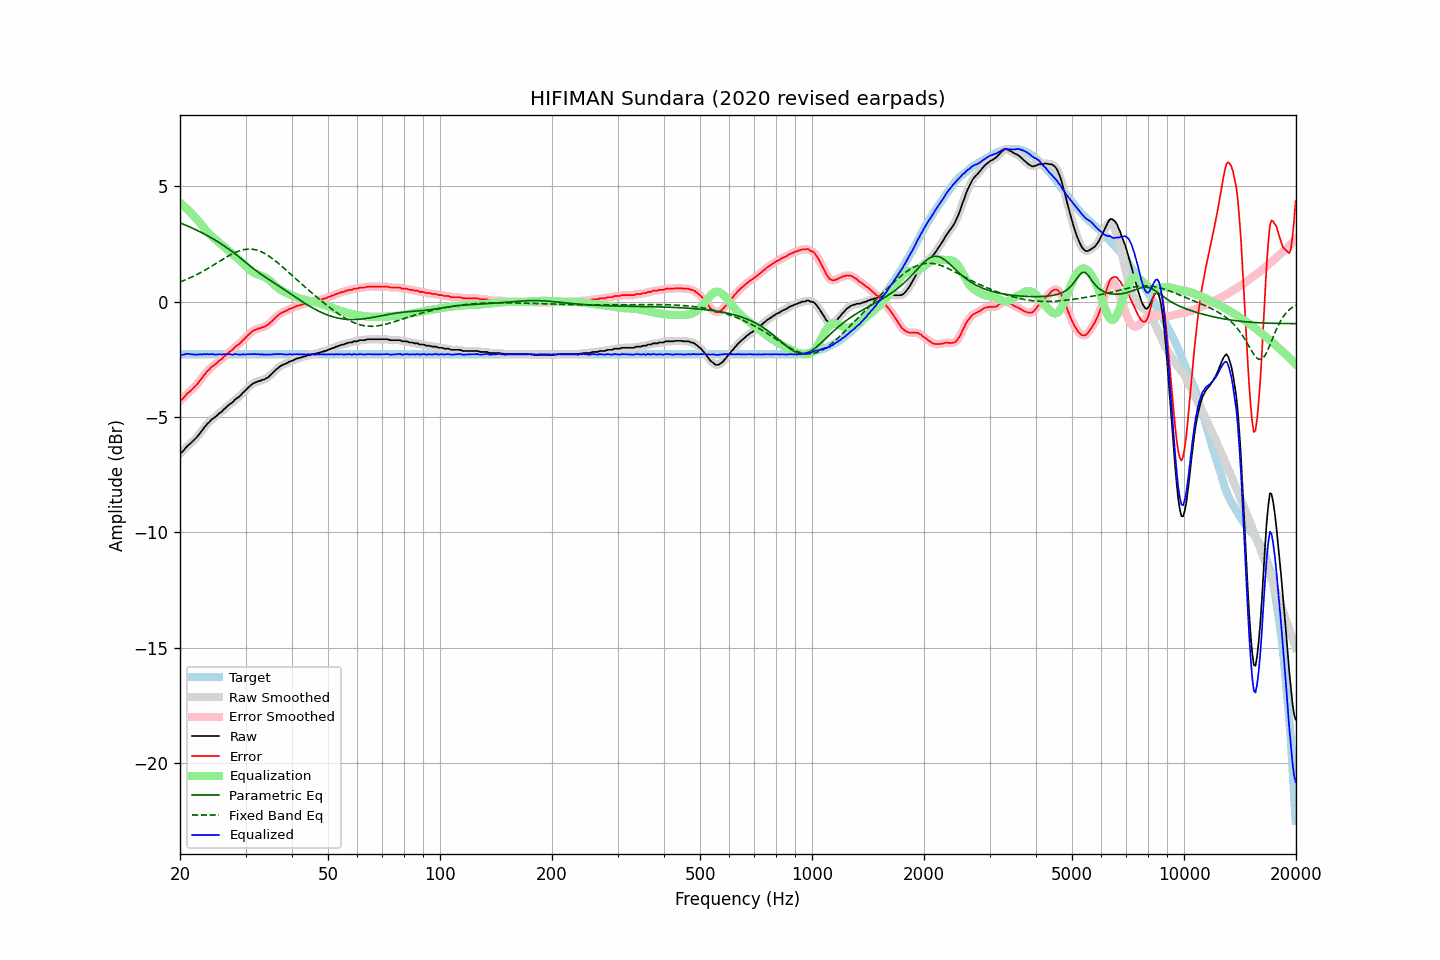 HIFIMAN Sundara (2020 revised earpads)
Amplitude (dBr)
5
0
−5
−10
−15
−20
Target
Raw Smoothed
Error Smoothed
Raw
Error
Equalization
Parametric Eq
Fixed Band Eq
Equalized
20 50 100 200 500 1000 2000 5000 10000 20000
Frequency (Hz)